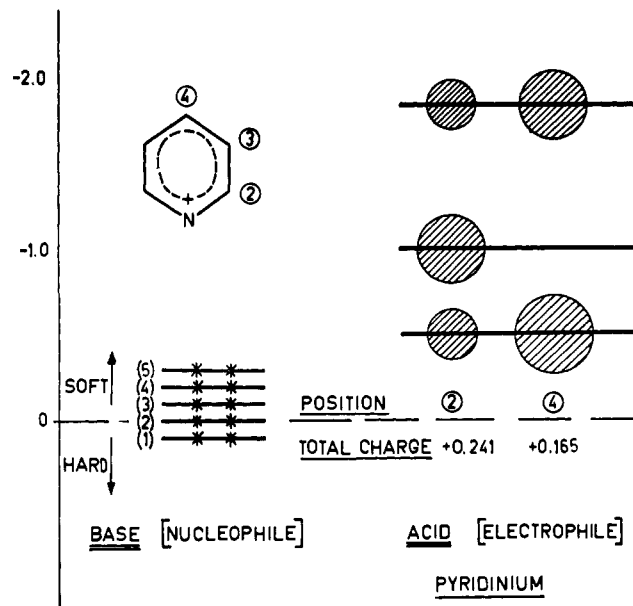 -2.0
④
③
②
+
N
-1.0
(5)
SOFT (4)
(3)
(2)
0
(1)
HARD
POSITION ② ④
TOTAL CHARGE +0.241 +0.165
BASE [NUCLEOPHILE] ACID [ELECTROPHILE]
PYRIDINIUM